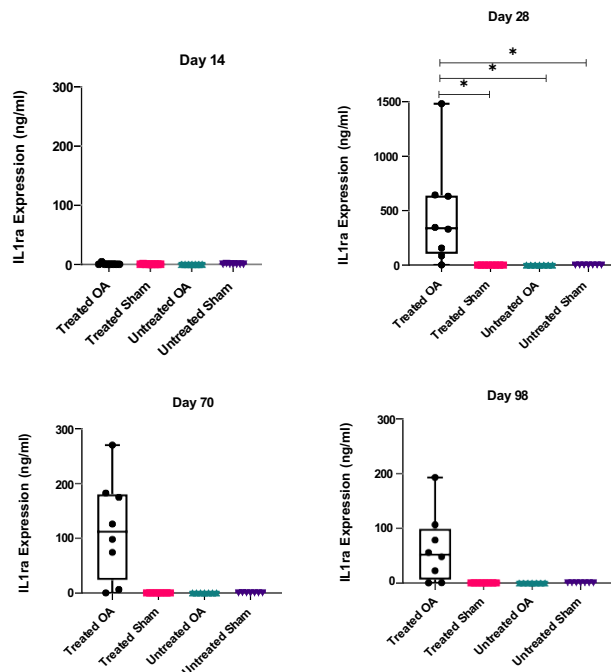 Day 14
IL1ra Expression (ng/ml)
300
200
100
0
Treated OA
Treated Sham
Untreated OA
Untreated Sham
Day 28
*
*
*
IL1ra Expression (ng/ml)
1500
1000
500
0
Treated OA
Treated Sham
Untreated OA
Untreated Sham
Day 70
IL1ra Expression (ng/ml)
300
200
100
0
Treated OA
Treated Sham
Untreated OA
Untreated Sham
Day 98
IL1ra Expression (ng/ml)
300
200
100
0
Treated OA
Treated Sham
Untreated OA
Untreated Sham